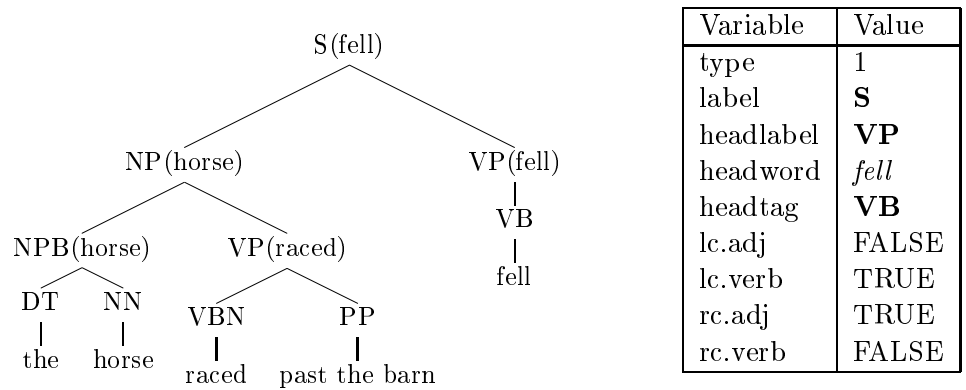 S(fell)
NP(horse) VP(fell)
VB
NPB(horse) VP(raced)
fell
DT NN VBN PP
the horse raced past the barn
Variable Value
type 1
label S
headlabel VP
headword fell
headtag VB
lc.adj FALSE
lc.verb TRUE
rc.adj TRUE
rc.verb FALSE